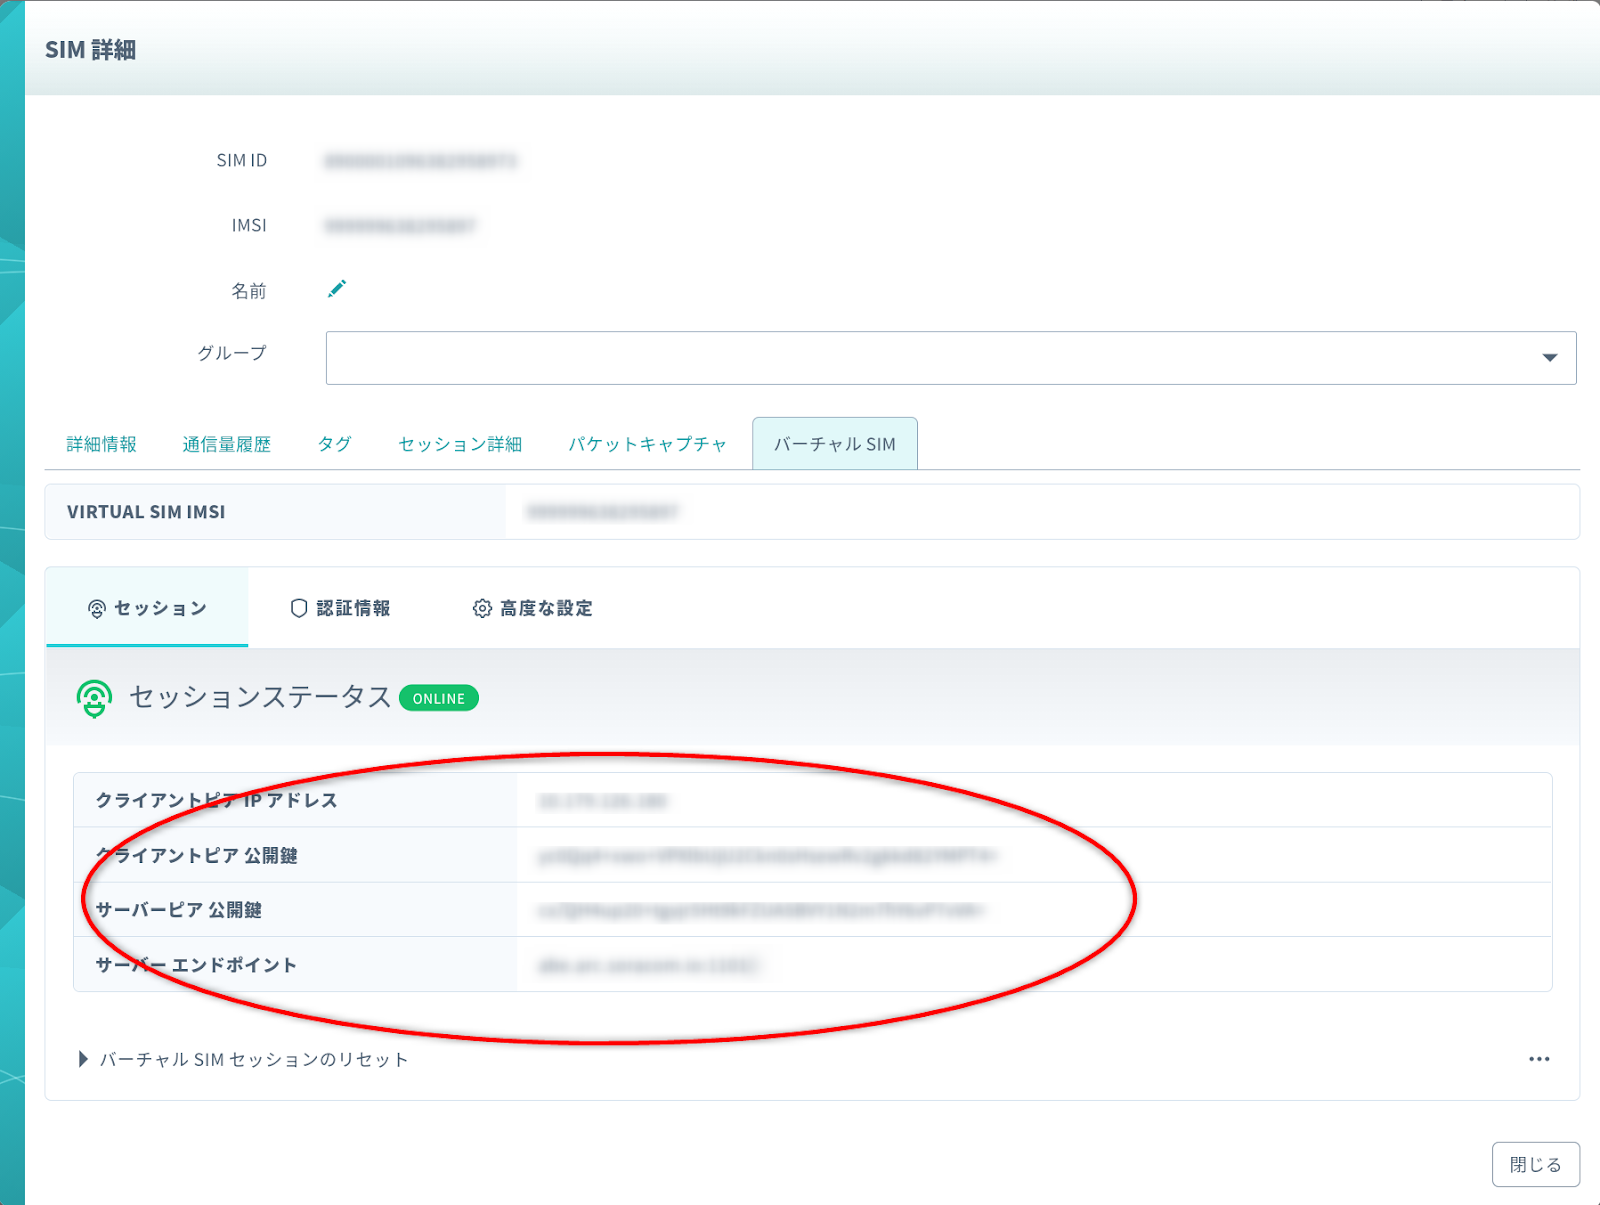 SIM 詳細
SIM ID
IMSI
名前
グループ
詳細情報 通信量履歴 タグ セッション詳細 パケットキャプチャ バーチャル SIM
VIRTUAL SIM IMSI
セッション 認証情報 高度な設定
セッションステータス ONLINE
クライアントピア IP アドレス
クライアントピア 公開鍵
サーバーピア 公開鍵
サーバー エンドポイント
バーチャル SIM セッションのリセット
閉じる